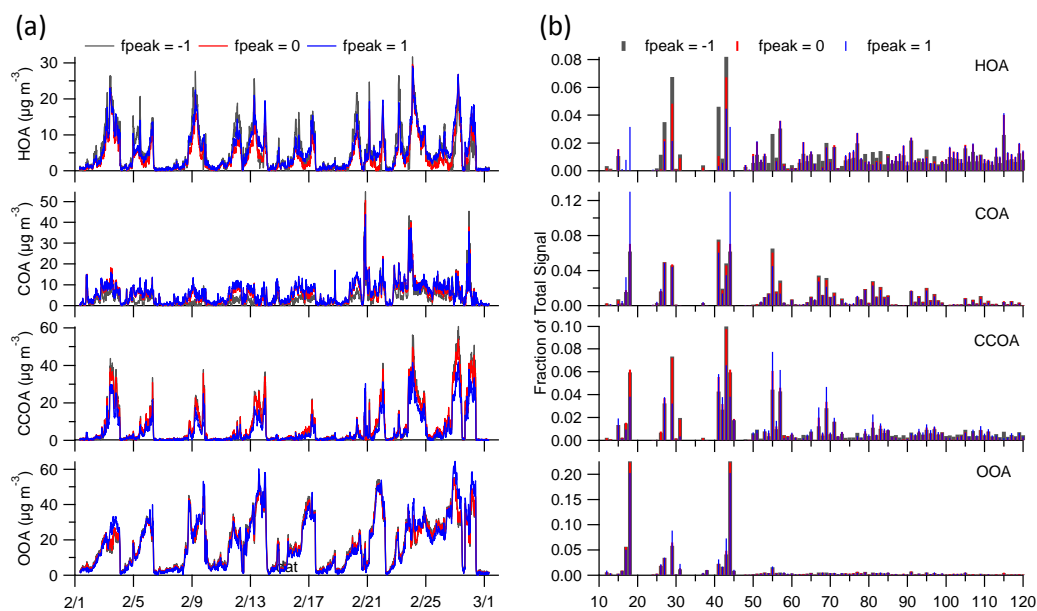 (a)
fpeak = -1 fpeak = 0 fpeak = 1
HOA (µg m-3)
30
20
10
0
COA (µg m-3)
50
40
30
20
10
0
CCOA (µg m-3)
60
40
20
0
OOA (µg m-3)
60
40
20
0
dat
2/1 2/5 2/9 2/13 2/17 2/21 2/25 3/1
(b)
fpeak = -1 fpeak = 0 fpeak = 1
Fraction of Total Signal
HOA
0.08
0.06
0.04
0.02
0.00
COA
0.12
0.08
0.04
0.00
CCOA
0.10
0.08
0.06
0.04
0.02
0.00
OOA
0.20
0.15
0.10
0.05
0.00
10 20 30 40 50 60 70 80 90 100 110 120